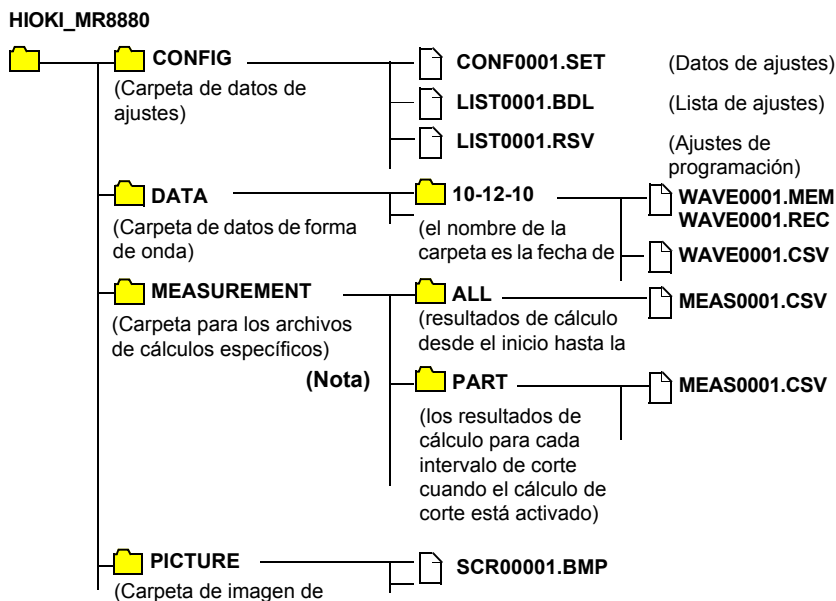 HIOKI_MR8880
CONFIG
(Carpeta de datos de
ajustes)
CONF0001.SET
(Datos de ajustes)
LIST0001.BDL
(Lista de ajustes)
LIST0001.RSV
(Ajustes de
programación)
DATA
(Carpeta de datos de forma
de onda)
10-12-10
(el nombre de la
carpeta es la fecha de
WAVE0001.MEM
WAVE0001.REC
WAVE0001.CSV
MEASUREMENT
(Carpeta para los archivos
de cálculos específicos)
(Nota)
ALL
(resultados de cálculo
desde el inicio hasta la
MEAS0001.CSV
PART
(los resultados de
cálculo para cada
intervalo de corte
cuando el cálculo de
corte está activado)
MEAS0001.CSV
PICTURE
(Carpeta de imagen de
SCR00001.BMP